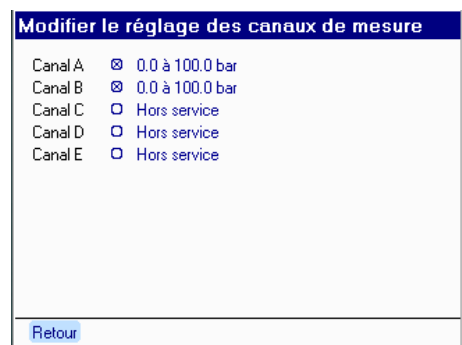 Modifier le réglage des canaux de mesure
Canal A 0.0 à 100.0 bar
Canal B 0.0 à 100.0 bar
Canal C Hors service
Canal D Hors service
Canal E Hors service
Retour